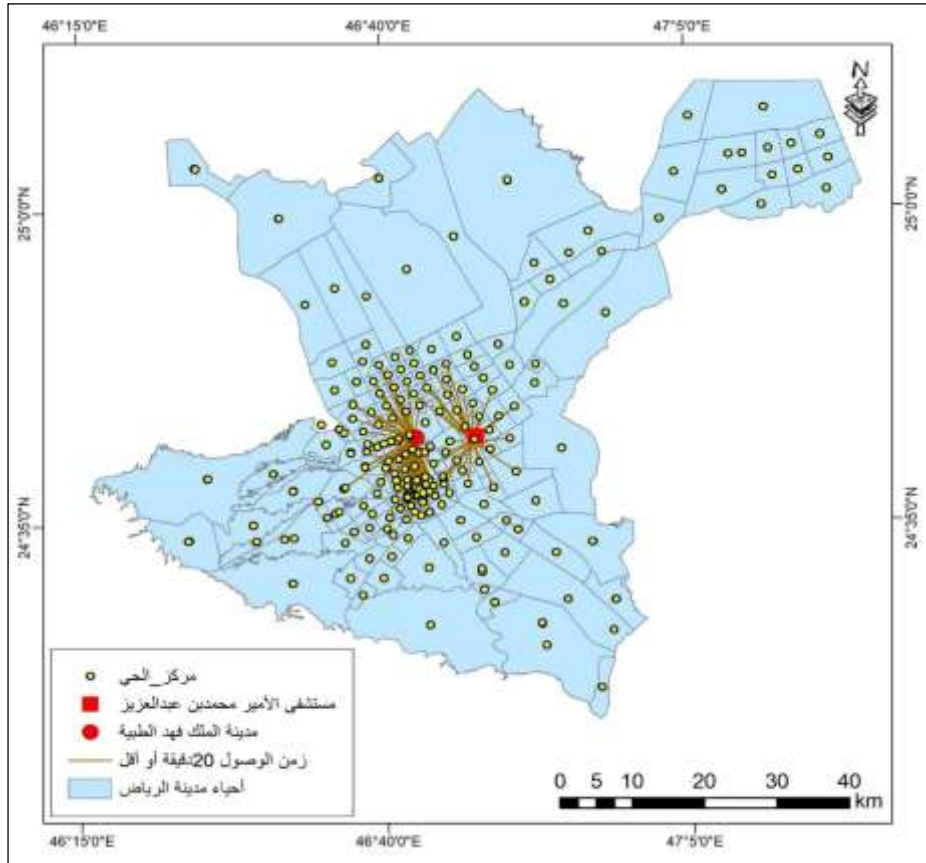 46°15'0"E 46°40'0"E 47°5'0"E
N
25°0'0"N 25°0'0"N
24°35'0"N 24°35'0"N
مركز_الحي
مستشفى الأمير محمدبن عبدالعزيز
مدينة الملك فهد الطبية
زمن الوصول 20دقيقة أو أقل
أحياء مدينة الرياض
0 5 10 20 30 40
km
46°15'0"E 46°40'0"E 47°5'0"E